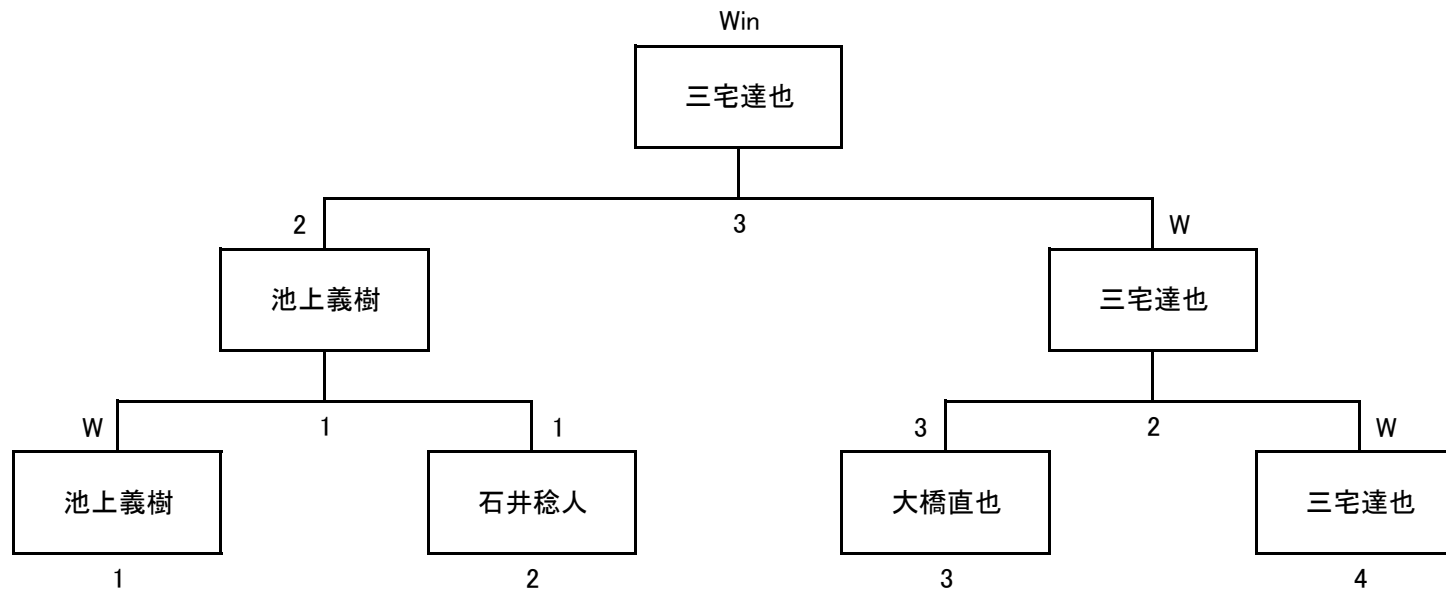 Win
三宅達也
2 3 W
池上義樹 三宅達也
W 1 1 3 2 W
池上義樹 石井稔人 大橋直也 三宅達也
1 2 3 4